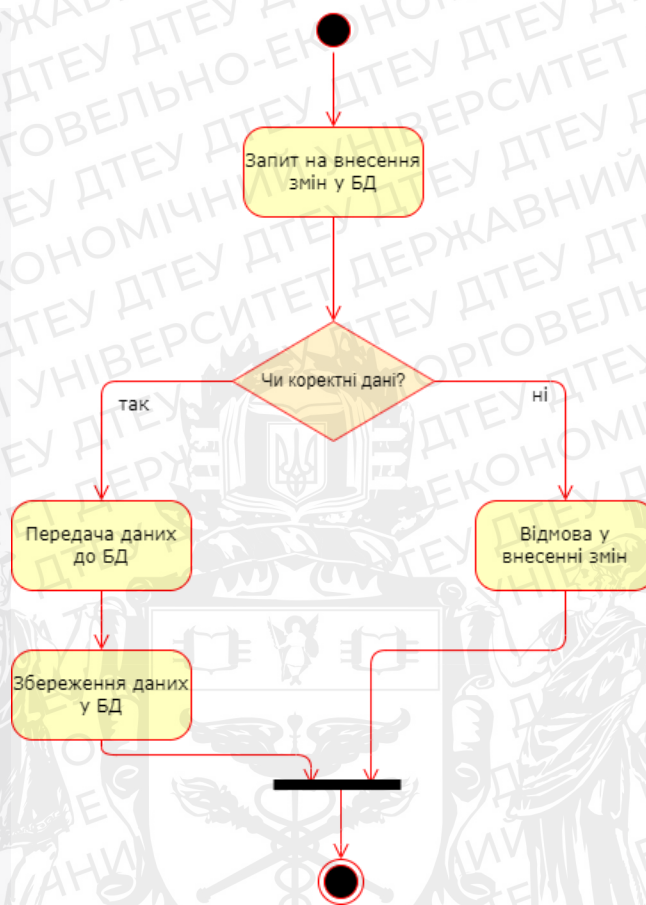 Запит на внесення
змін у БД
Чи коректні дані?
так
ні
Передача даних
до БД
Відмова у
внесенні змін
Збереження даних
у БД